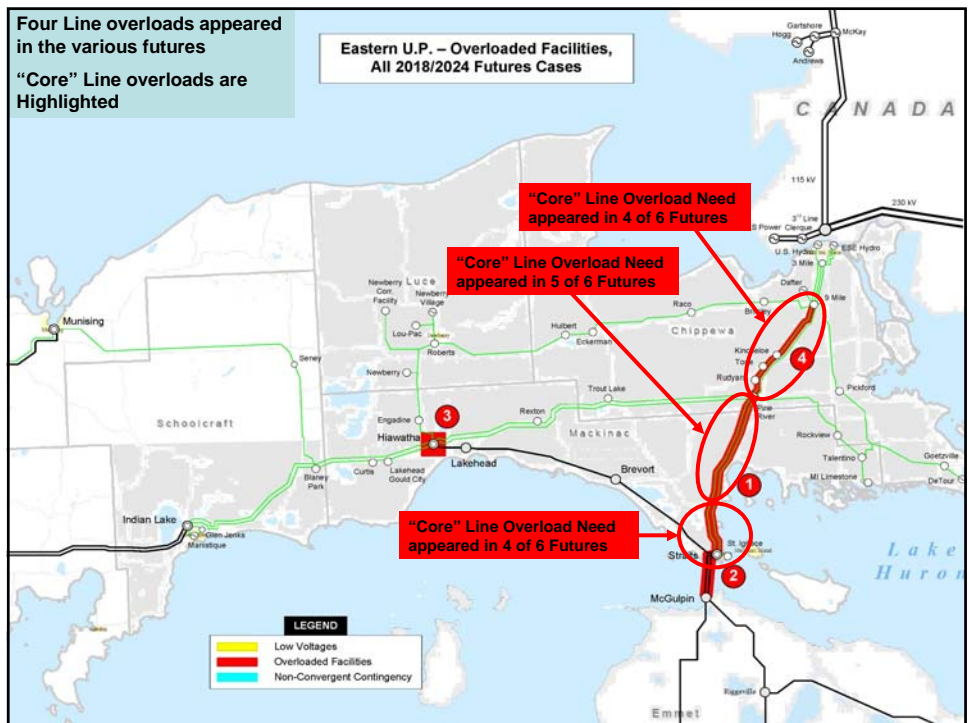 Four Line overloads appeared
in the various futures
“Core” Line overloads are
Highlighted
Eastern U.P. – Overloaded Facilities,
All 2018/2024 Futures Cases
Gartshore
Hogg
McKay
Andrews
CANADA
115 kV
230 kV
“Core” Line Overload Need
appeared in 4 of 6 Futures
3rd Line
S Power
Clerque
U.S. Hydro
ESE Hydro
3 Mile
“Core” Line Overload Need
appeared in 5 of 6 Futures
Dafter
9 Mile
Newberry
Corr.
Facility
Luce
Newberry
Village
Raco
Munising
Lou-Pac
Hulbert
Eckerman
Chippewa
Roberts
Seney
Newberry
Tone
4
Rudyard
Trout Lake
Pickford
Schoolcraft
Engadine
3
Rexton
Pine
River
Hiawatha
Mackinac
Rockview
Lakehead
Talentino
Goetzville
Blaney
Park
Curtis
Lakehead
Gould City
Brevort
MI Limestone
DeTour
1
Indian Lake
Glen Jenks
Manistique
“Core” Line Overload Need
appeared in 4 of 6 Futures
Straits
St. Ignace
Lake
Huron
2
McGulpin
LEGEND
Low Voltages
Overloaded Facilities
Non-Convergent Contingency
Riggsville
Emmet